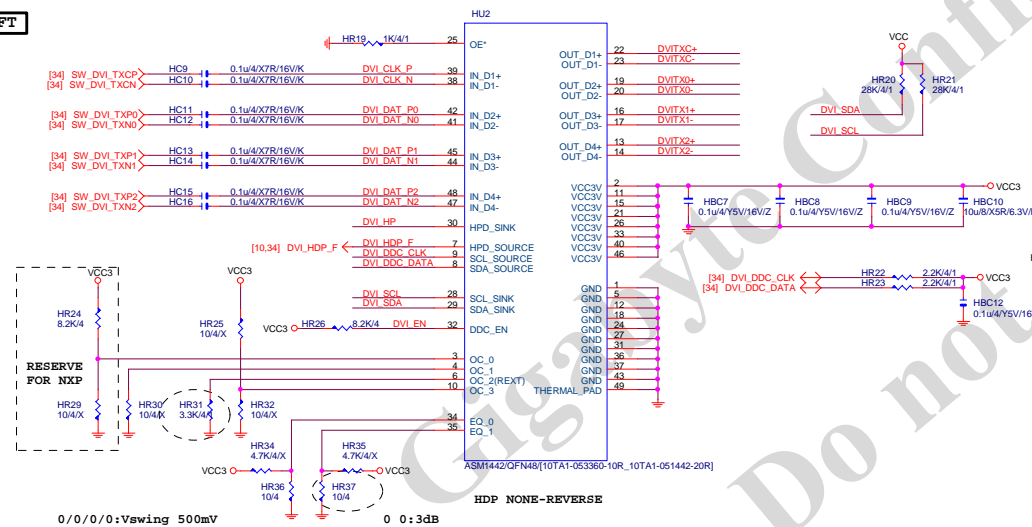 FT
HU2
HR19 1K/4/1 25 OE*
[34] SW_DVI_TXCP HC9 0.1u/4/X7R/16V/K DVI_CLK_P 39 IN_D1+
[34] SW_DVI_TXCN HC10 0.1u/4/X7R/16V/K DVI_CLK_N 38 IN_D1-
[34] SW_DVI_TXP0 HC11 0.1u/4/X7R/16V/K DVI_DAT_P0 42 IN_D2+
[34] SW_DVI_TXN0 HC12 0.1u/4/X7R/16V/K DVI_DAT_N0 41 IN_D2-
[34] SW_DVI_TXP1 HC13 0.1u/4/X7R/16V/K DVI_DAT_P1 45 IN_D3+
[34] SW_DVI_TXN1 HC14 0.1u/4/X7R/16V/K DVI_DAT_N1 44 IN_D3-
[34] SW_DVI_TXP2 HC15 0.1u/4/X7R/16V/K DVI_DAT_P2 48 IN_D4+
[34] SW_DVI_TXN2 HC16 0.1u/4/X7R/16V/K DVI_DAT_N2 47 IN_D4-
DVI_HP 30 HPD_SINK
[10,34] DVI_HDP_F DVI_HDP_F 7 HPD_SOURCE
DVI_DDC_CLK 9 SCL_SOURCE
DVI_DDC_DATA 8 SDA_SOURCE
DVI_SCL 28 SCL_SINK
DVI_SDA 29 SDA_SINK
VCC3 HR26 8.2K/4 DVI_EN 32 DDC_EN
3 OC_0
4 OC_1
6 OC_2(REXT)
10 OC_3
34 EQ_0
35 EQ_1
OUT_D1+ 22 DVITXC+
OUT_D1- 23 DVITXC-
OUT_D2+ 19 DVITX0+
OUT_D2- 20 DVITX0-
OUT_D3+ 16 DVITX1+
OUT_D3- 17 DVITX1-
OUT_D4+ 13 DVITX2+
OUT_D4- 14 DVITX2-
VCC3V 2
VCC3V 11
VCC3V 15
VCC3V 21
VCC3V 26
VCC3V 33
VCC3V 40
VCC3V 46
GND 1
GND 5
GND 12
GND 18
GND 24
GND 27
GND 31
GND 36
GND 37
GND 43
THERMAL_PAD 49
VCC
HR20 28K/4/1
HR21 28K/4/1
DVI_SDA
DVI_SCL
VCC3
HBC7 0.1u/4/Y5V/16V/Z
HBC8 0.1u/4/Y5V/16V/Z
HBC9 0.1u/4/Y5V/16V/Z
HBC10 10u/8/X5R/6.3V/
[34] DVI_DDC_CLK HR22 2.2K/4/1 VCC3
[34] DVI_DDC_DATA HR23 2.2K/4/1
HBC12 0.1u/4/Y5V/16
VCC3
HR24 8.2K/4
RESERVE
FOR NXP
HR29 10/4/X
VCC3
HR25 10/4/X
HR30 10/4/X
HR31 3.3K/4/
HR32 10/4/X
HR34 4.7K/4/X
VCC3
HR36 10/4
HR35 4.7K/4/X
VCC3
HR37 10/4
ASM1442/QFN48/[10TA1-053360-10R_10TA1-051442-20R]
HDP NONE-REVERSE
0/0/0/0:Vswing 500mV
0 0:3dB
Gigabyte Confi
Do not